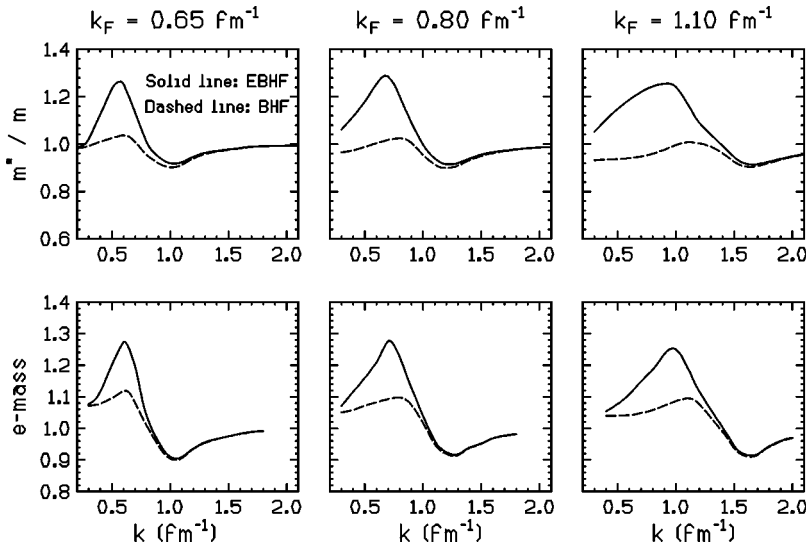 k_F = 0.65 fm⁻¹ k_F = 0.80 fm⁻¹ k_F = 1.10 fm⁻¹
1.4
1.2
1.0
0.8
0.6
m* / m
Solid line: EBHF
Dashed line: BHF
0.5 1.0 1.5 2.0 0.5 1.0 1.5 2.0 0.5 1.0 1.5 2.0
1.4
1.3
1.2
1.1
1.0
0.9
0.8
e-mass
0.5 1.0 1.5 2.0 0.5 1.0 1.5 2.0 0.5 1.0 1.5 2.0
k (fm⁻¹) k (fm⁻¹) k (fm⁻¹)